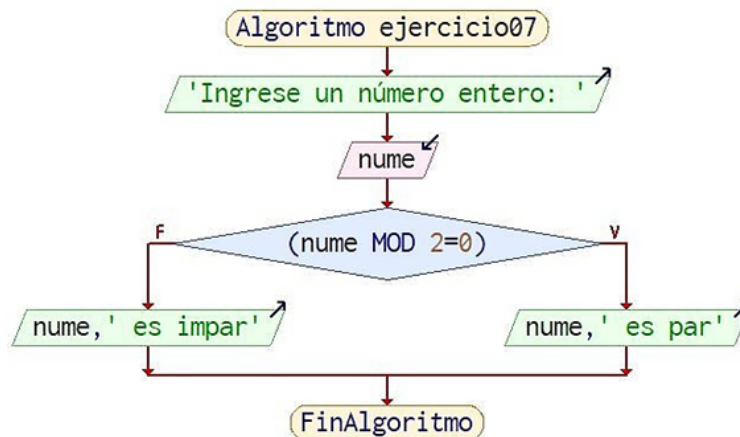 Algoritmo ejercicio07
'Ingrese un número entero: '
nume
F
V
(nume MOD 2=0)
nume,' es impar'
nume,' es par'
FinAlgoritmo